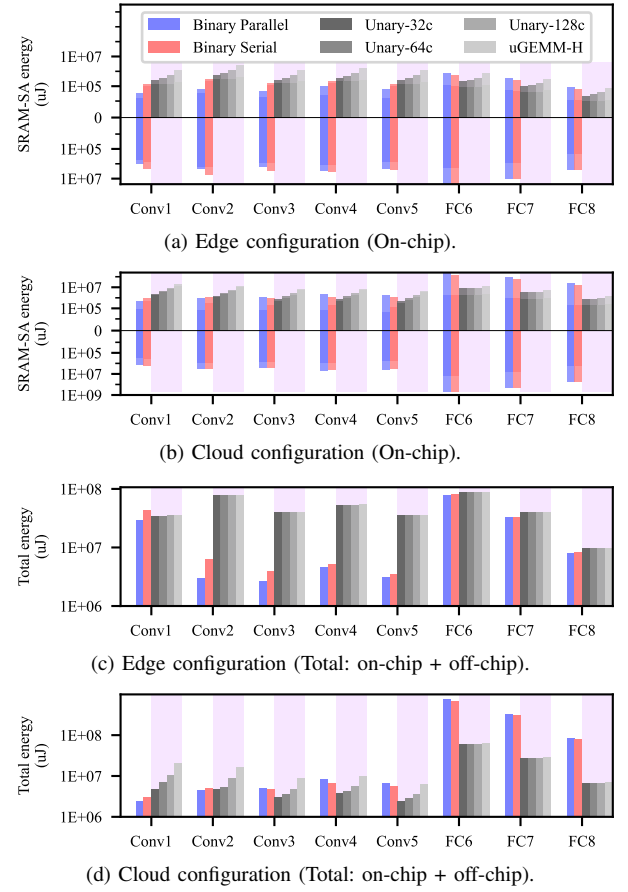 Binary Parallel Unary-32c Unary-128c
Binary Serial Unary-64c uGEMM-H
SRAM-SA energy
(uJ)
1E+07
1E+05
0
1E+05
1E+07
Conv1 Conv2 Conv3 Conv4 Conv5 FC6 FC7 FC8
(a) Edge configuration (On-chip).
SRAM-SA energy
(uJ)
1E+07
1E+05
0
1E+05
1E+07
1E+09
Conv1 Conv2 Conv3 Conv4 Conv5 FC6 FC7 FC8
(b) Cloud configuration (On-chip).
Total energy
(uJ)
1E+08
1E+07
1E+06
Conv1 Conv2 Conv3 Conv4 Conv5 FC6 FC7 FC8
(c) Edge configuration (Total: on-chip + off-chip).
Total energy
(uJ)
1E+08
1E+07
1E+06
Conv1 Conv2 Conv3 Conv4 Conv5 FC6 FC7 FC8
(d) Cloud configuration (Total: on-chip + off-chip).